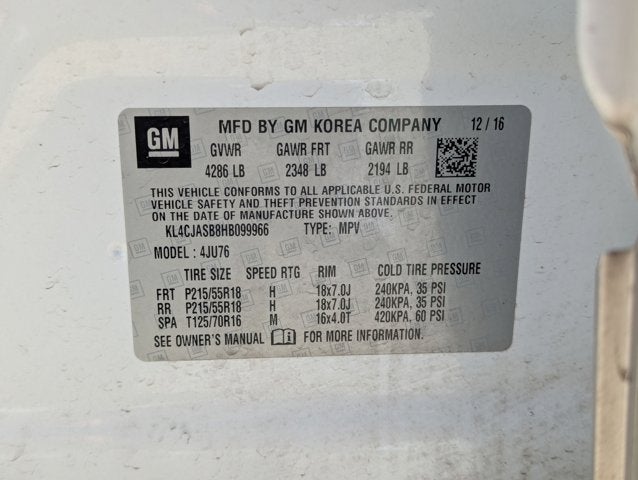 GM MFD BY GM KOREA COMPANY 12 / 16
GVWR GAWR FRT GAWR RR
4286 LB 2348 LB 2194 LB
THIS VEHICLE CONFORMS TO ALL APPLICABLE U.S. FEDERAL MOTOR
VEHICLE SAFETY AND THEFT PREVENTION STANDARDS IN EFFECT
ON THE DATE OF MANUFACTURE SHOWN ABOVE.
KL4CJASB8HB099966 TYPE: MPV
MODEL : 4JU76
TIRE SIZE SPEED RTG RIM COLD TIRE PRESSURE
FRT P215/55R18 H 18x7.0J 240KPA, 35 PSI
RR P215/55R18 H 18x7.0J 240KPA, 35 PSI
SPA T125/70R16 M 16x4.0T 420KPA, 60 PSI
SEE OWNER'S MANUAL FOR MORE INFORMATION.